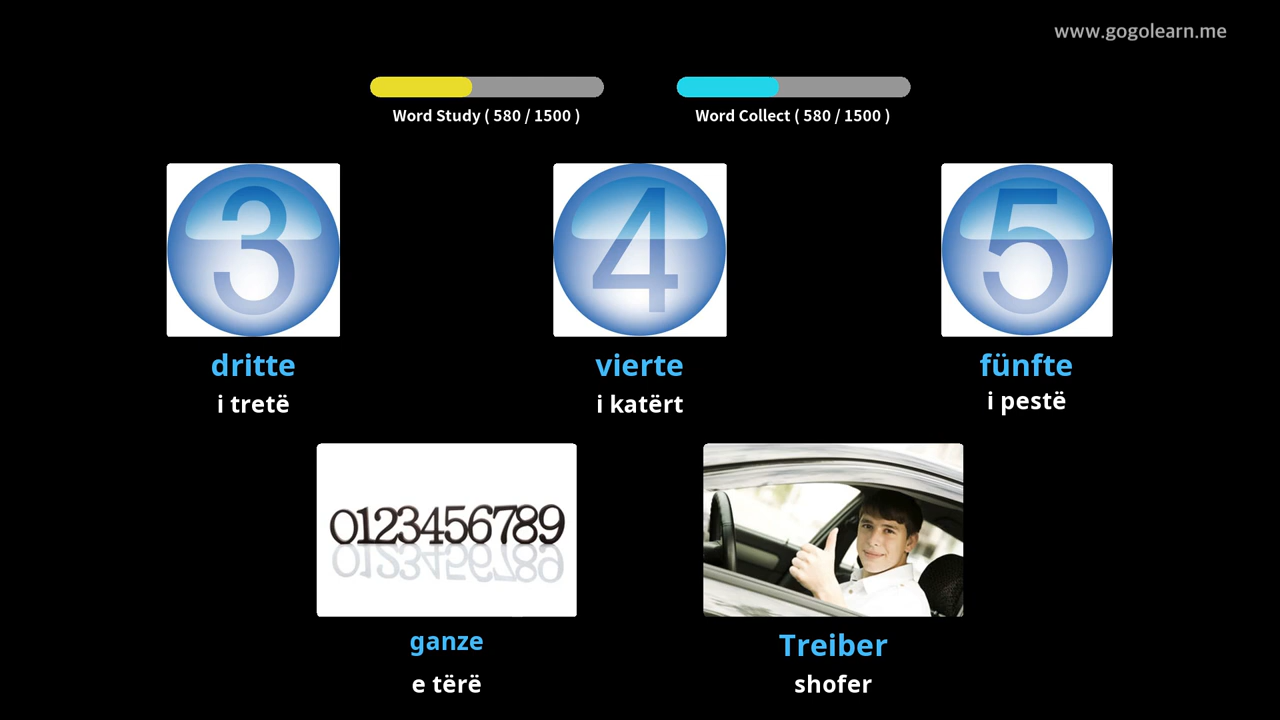 www.gogolearn.me
Word Study ( 580 / 1500 )
Word Collect ( 580 / 1500 )
3
4
5
dritte
vierte
fünfte
i tretë
i katërt
i pestë
0123456789
ganze
Treiber
e tërë
shofer